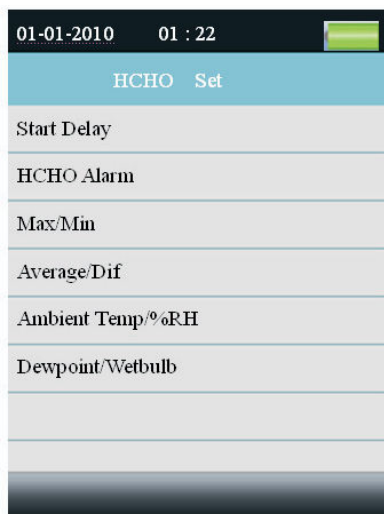 01-01-2010 01 : 22
HCHO Set
Start Delay
HCHO Alarm
Max/Min
Average/Dif
Ambient Temp/%RH
Dewpoint/Wetbulb